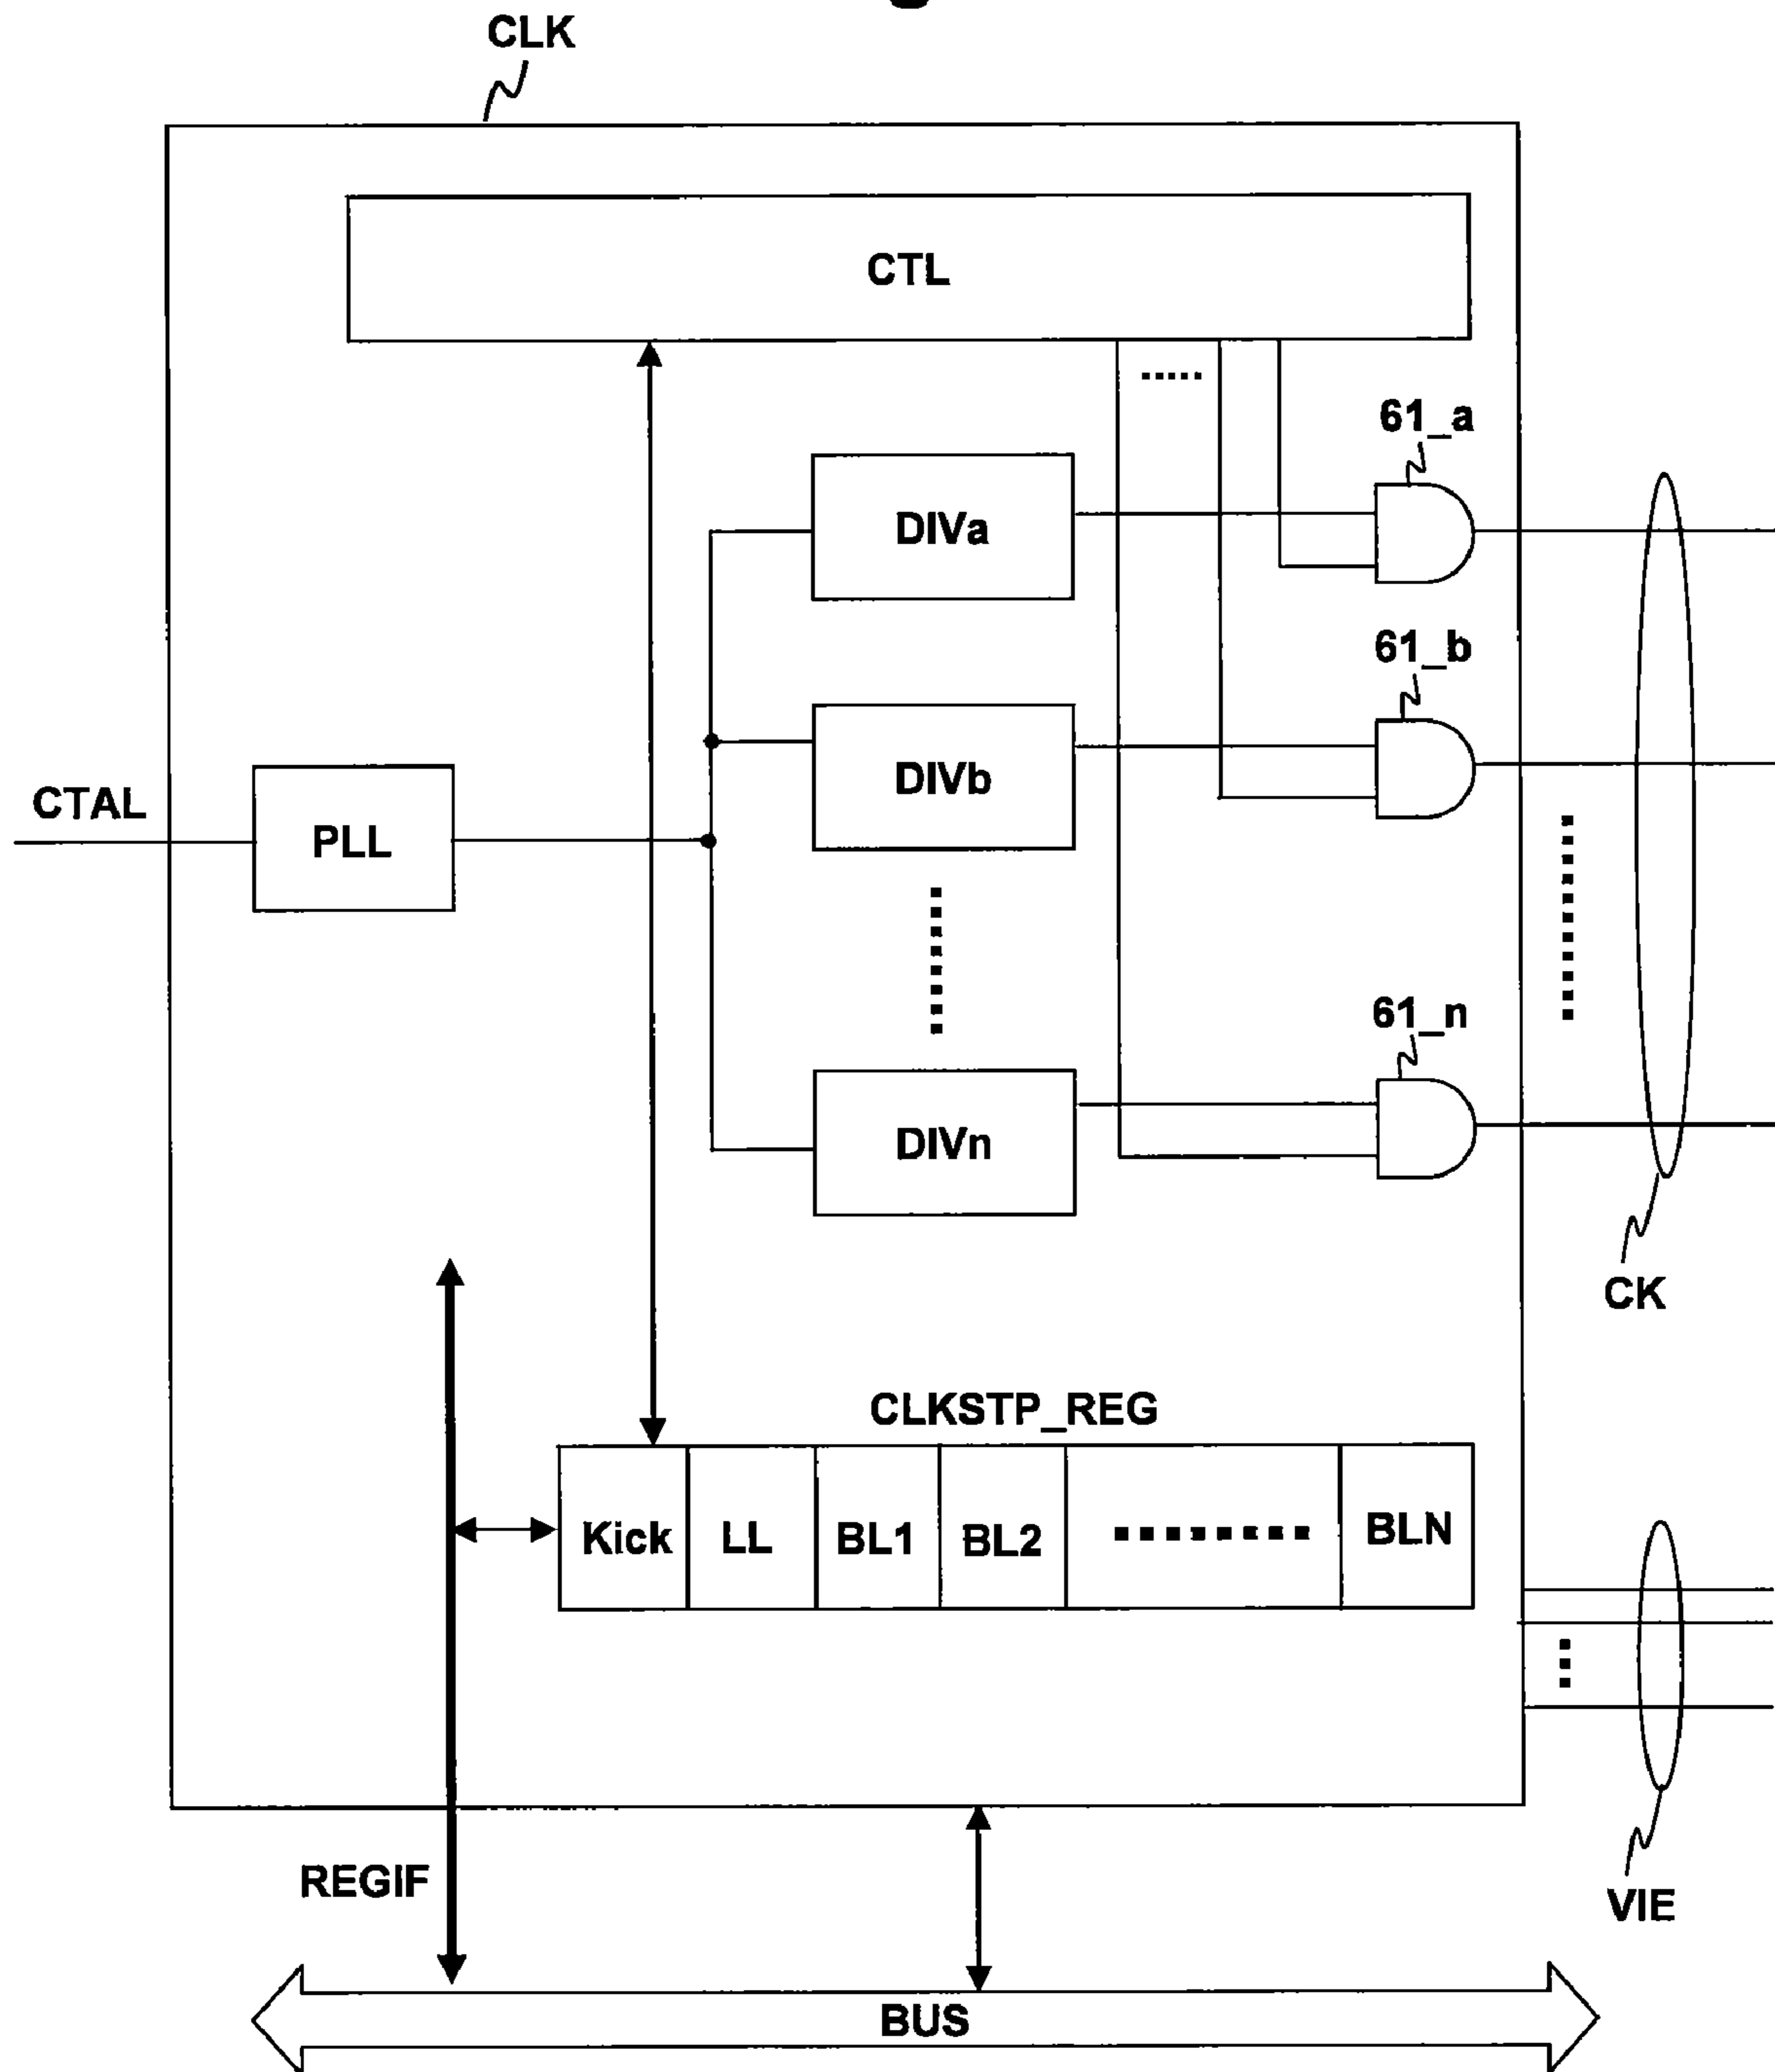 CLK
CTL
61_a
DIVa
61_b
DIVb
CTAL
PLL
61_n
DIVn
CK
CLKSTP_REG
Kick LL BL1 BL2 BLN
REGIF
VIE
BUS